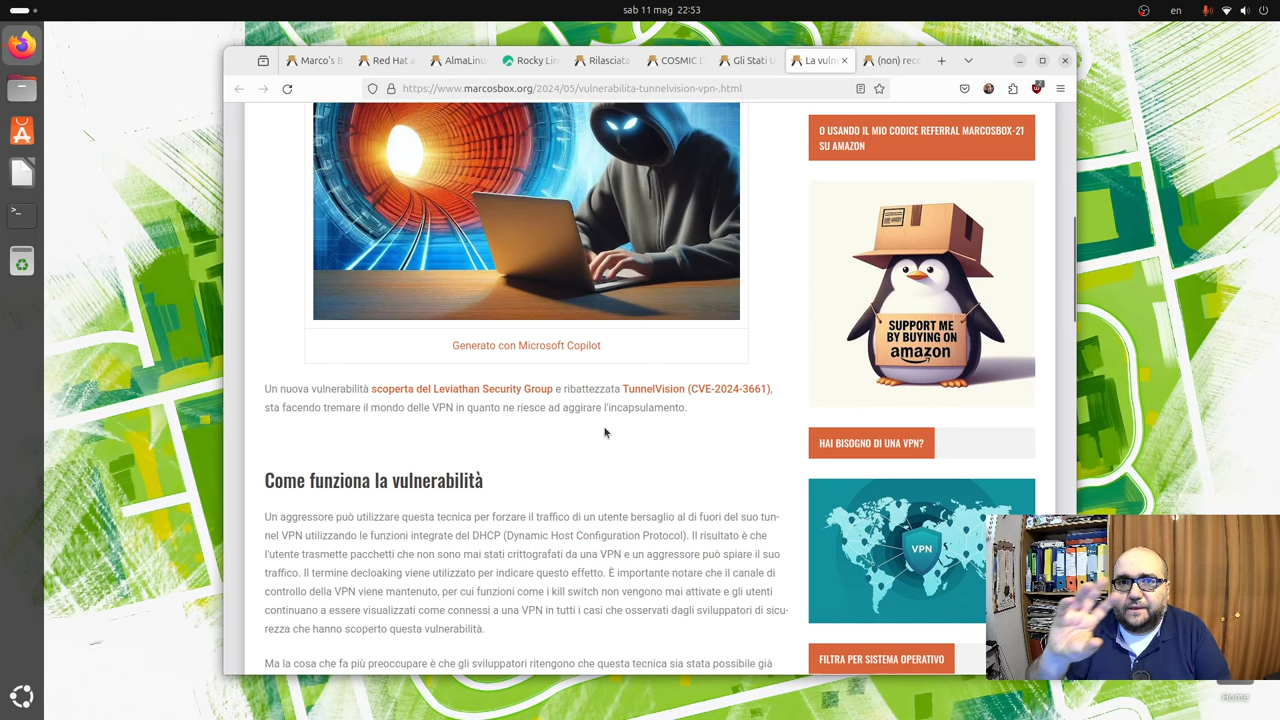 sab 11 mag 22:53
en
Marco's B
Red Hat a
AlmaLinu
Rocky Lin
Rilasciata
COSMIC D
Gli Stati U
La vuln
(non) rece
https://www.marcosbox.org/2024/05/vulnerabilita-tunnelvision-vpn-.html
2
O USANDO IL MIO CODICE REFERRAL MARCOSBOX-21
SU AMAZON
SUPPORT ME
BY BUYING ON
amazon
Generato con Microsoft Copilot
Un nuova vulnerabilità scoperta del Leviathan Security Group e ribattezzata TunnelVision (CVE-2024-3661),
sta facendo tremare il mondo delle VPN in quanto ne riesce ad aggirare l'incapsulamento.
HAI BISOGNO DI UNA VPN?
VPN
Come funziona la vulnerabilità
Un aggressore può utilizzare questa tecnica per forzare il traffico di un utente bersaglio al di fuori del suo tun-
nel VPN utilizzando le funzioni integrate del DHCP (Dynamic Host Configuration Protocol). Il risultato è che
l'utente trasmette pacchetti che non sono mai stati crittografati da una VPN e un aggressore può spiare il suo
traffico. Il termine decloaking viene utilizzato per indicare questo effetto. È importante notare che il canale di
controllo della VPN viene mantenuto, per cui funzioni come i kill switch non vengono mai attivate e gli utenti
continuano a essere visualizzati come connessi a una VPN in tutti i casi che osservati dagli sviluppatori di sicu-
rezza che hanno scoperto questa vulnerabilità.
Ma la cosa che fa più preoccupare è che gli sviluppatori ritengono che questa tecnica sia stata possibile già
FILTRA PER SISTEMA OPERATIVO
Home